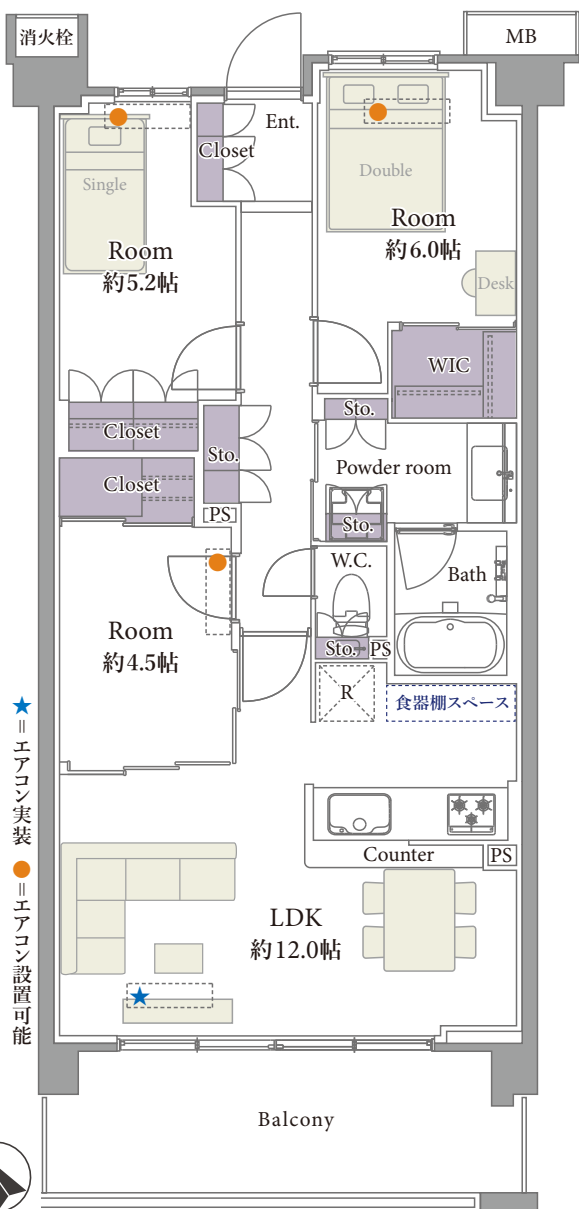 消火栓
MB
Ent.
Closet
Single
Double
Room
約5.2帖
Room
約6.0帖
Desk
WIC
Closet
Sto.
Sto.
Closet
Powder room
PS
Sto.
W.C.
Bath
Room
約4.5帖
Sto.
PS
R
食器棚スペース
★=エアコン実装
●=エアコン設置可能
Counter
PS
LDK
約12.0帖
Balcony